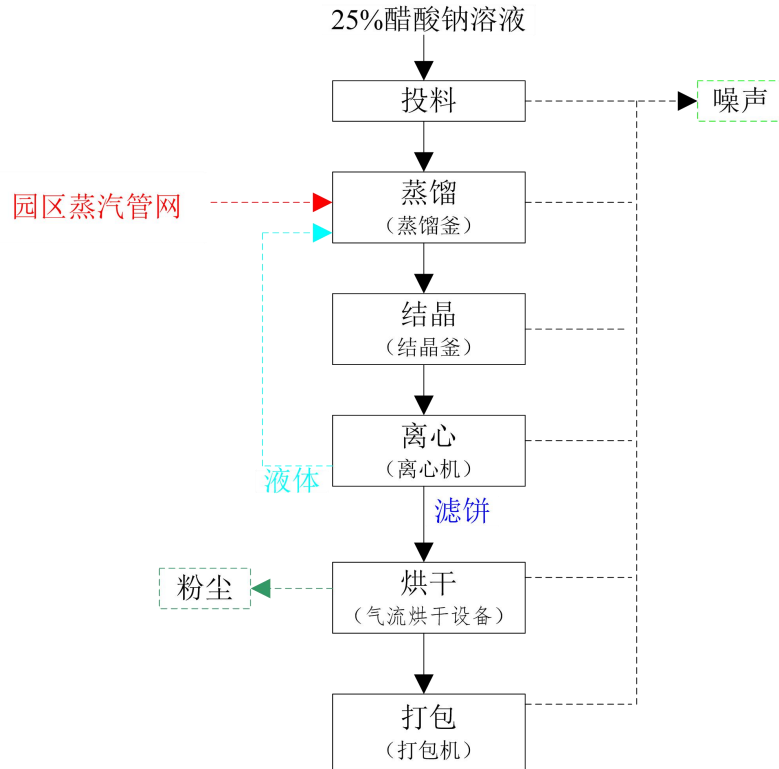 25%醋酸钠溶液
投料
噪声
蒸馏
（蒸馏釜）
园区蒸汽管网
结晶
（结晶釜）
离心
（离心机）
液体
滤饼
烘干
（气流烘干设备）
粉尘
打包
（打包机）